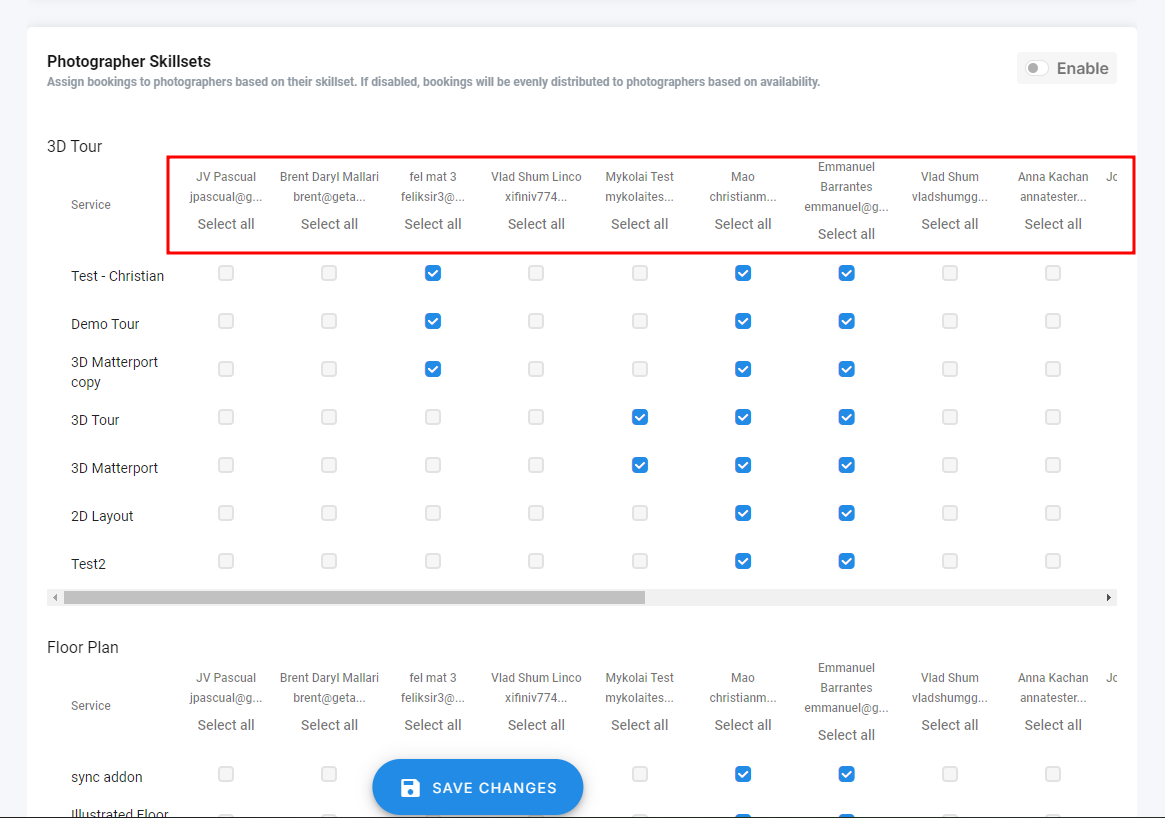 Photographer Skillsets
Assign bookings to photographers based on their skillset. If disabled, bookings will be evenly distributed to photographers based on availability.
Enable
3D Tour
Service
JV Pascual
jpascual@g...
Select all
Brent Daryl Mallari
brent@geta...
Select all
fel mat 3
feliksir3@...
Select all
Vlad Shum Linco
xifiniv774...
Select all
Mykolai Test
mykolaites...
Select all
Mao
christianm...
Select all
Emmanuel
Barrantes
emmanuel@g...
Select all
Vlad Shum
vladshumgg...
Select all
Anna Kachan
annatester...
Select all
Jc
Test - Christian
Demo Tour
3D Matterport
copy
3D Tour
3D Matterport
2D Layout
Test2
Floor Plan
Service
JV Pascual
jpascual@g...
Select all
Brent Daryl Mallari
brent@geta...
Select all
fel mat 3
feliksir3@...
Select all
Vlad Shum Linco
xifiniv774...
Select all
Mykolai Test
mykolaites...
Select all
Mao
christianm...
Select all
Emmanuel
Barrantes
emmanuel@g...
Select all
Vlad Shum
vladshumgg...
Select all
Anna Kachan
annatester...
Select all
Jc
sync addon
SAVE CHANGES
Illustrated Floor